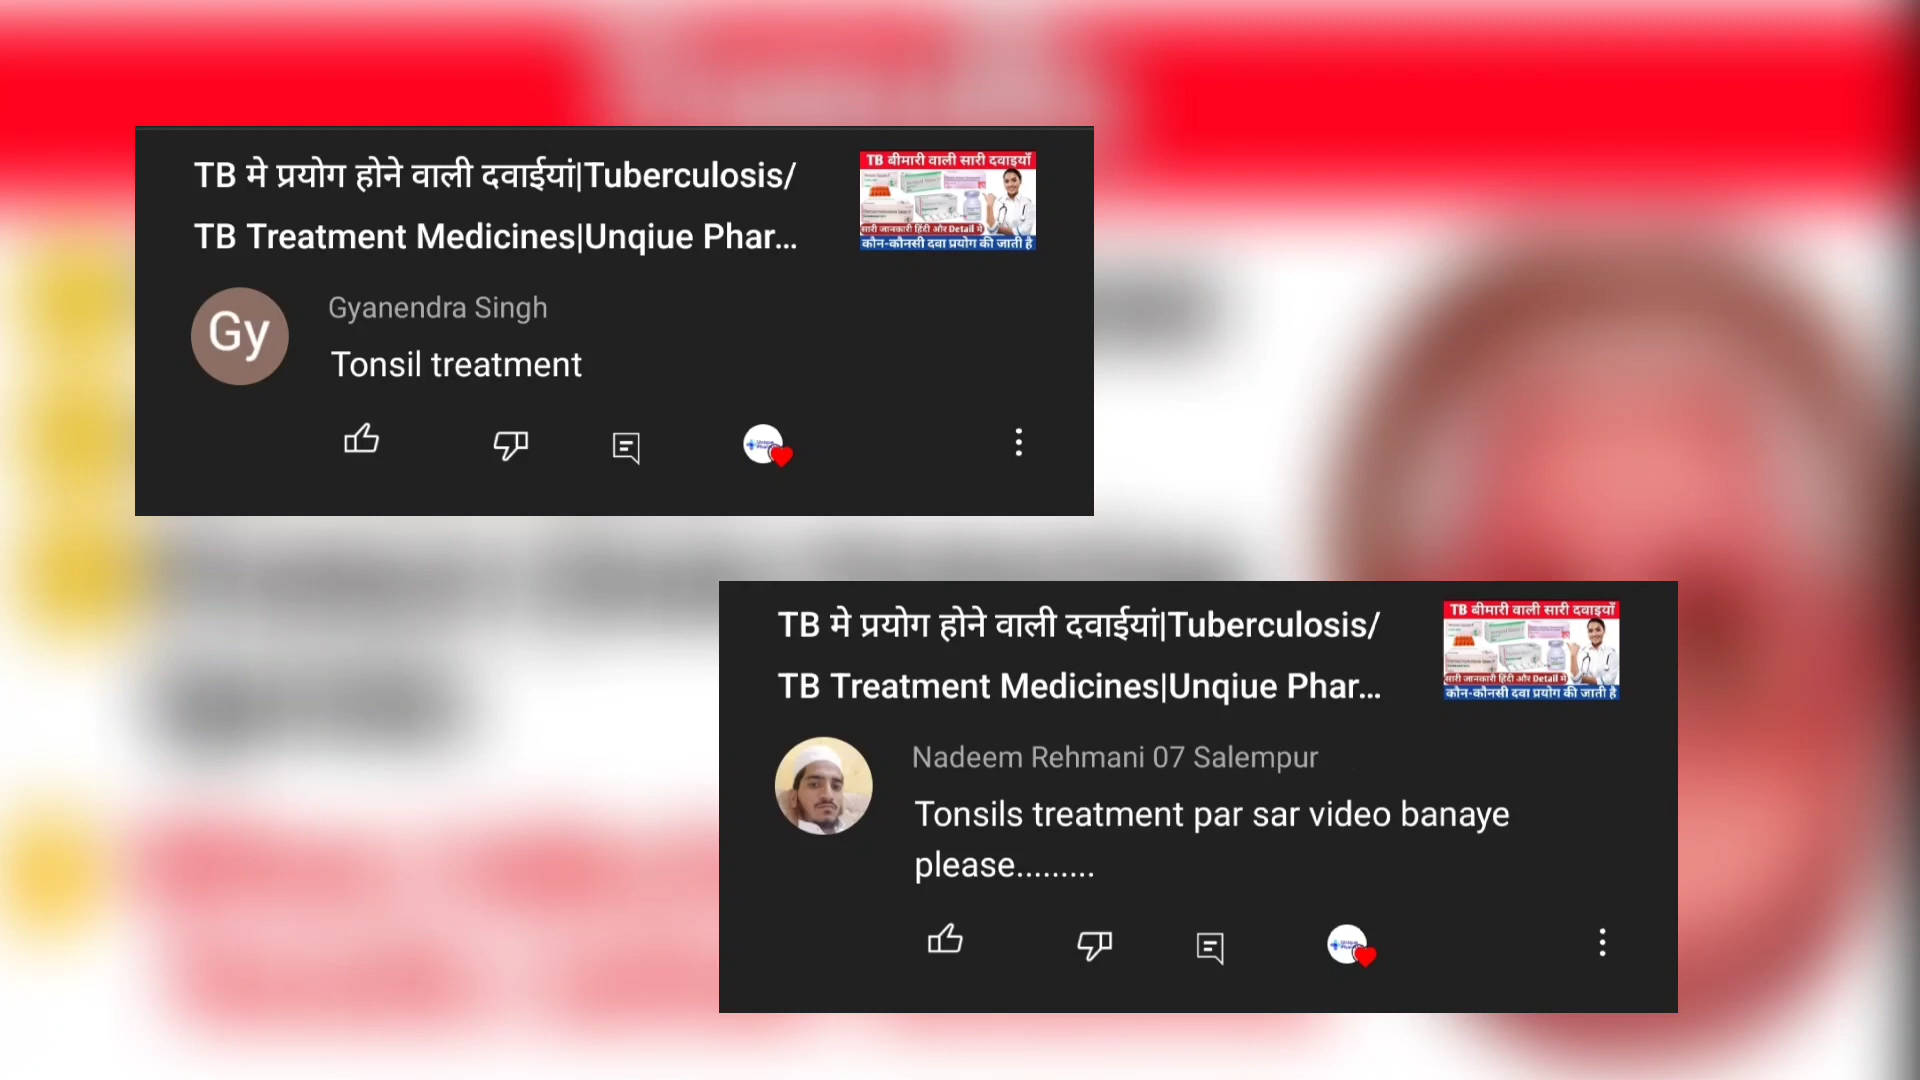 TB मे प्रयोग होने वाली दवाईयां|Tuberculosis/
TB Treatment Medicines|Unqiue Phar...
TB बीमारी वाली सारी दवाइयाँ
सारी जानकारी हिंदी और Detail मे
कौन-कौनसी दवा प्रयोग की जाती है
Gy
Gyanendra Singh
Tonsil treatment
TB मे प्रयोग होने वाली दवाईयां|Tuberculosis/
TB Treatment Medicines|Unqiue Phar...
TB बीमारी वाली सारी दवाइयाँ
सारी जानकारी हिंदी और Detail मे
कौन-कौनसी दवा प्रयोग की जाती है
Nadeem Rehmani 07 Salempur
Tonsils treatment par sar video banaye
please.........